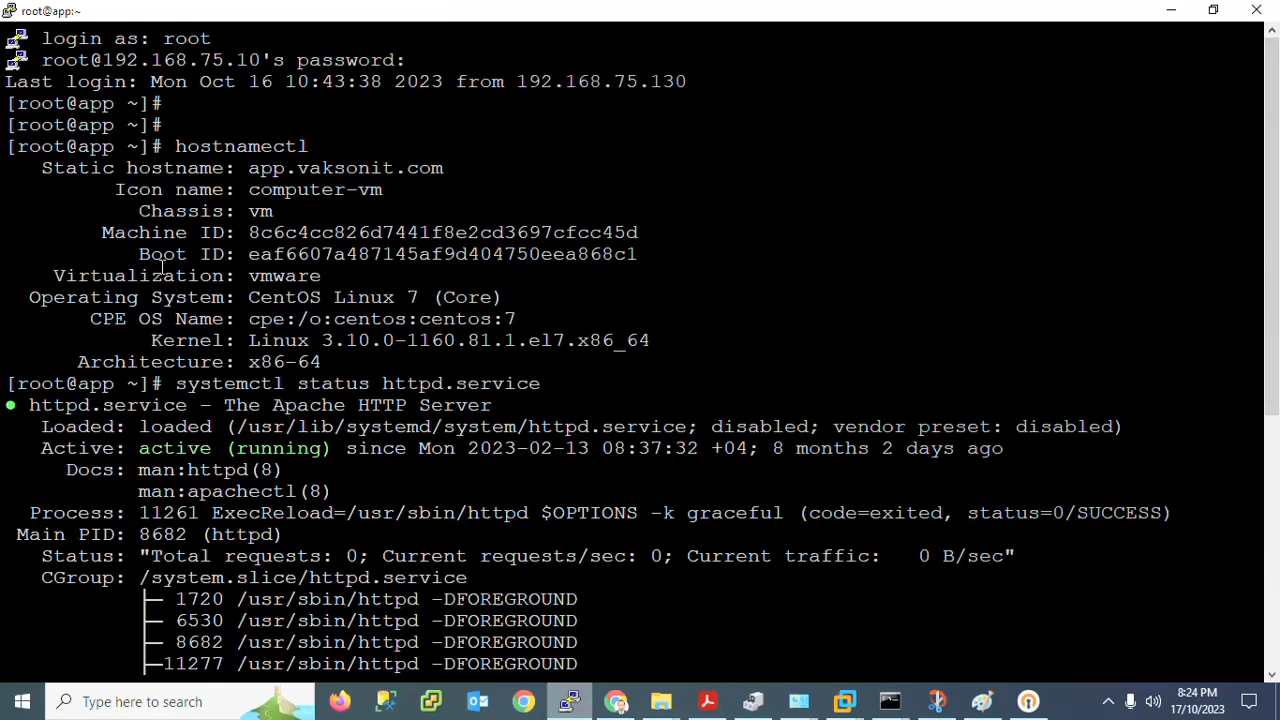 root@app:~
login as: root
root@192.168.75.10's password:
Last login: Mon Oct 16 10:43:38 2023 from 192.168.75.130
[root@app ~]#
[root@app ~]#
[root@app ~]# hostnamectl
Static hostname: app.vaksonit.com
Icon name: computer-vm
Chassis: vm
Machine ID: 8c6c4cc826d7441f8e2cd3697cfcc45d
Boot ID: eaf6607a487145af9d404750eea868c1
Virtualization: vmware
Operating System: CentOS Linux 7 (Core)
CPE OS Name: cpe:/o:centos:centos:7
Kernel: Linux 3.10.0-1160.81.1.el7.x86_64
Architecture: x86-64
[root@app ~]# systemctl status httpd.service
● httpd.service - The Apache HTTP Server
Loaded: loaded (/usr/lib/systemd/system/httpd.service; disabled; vendor preset: disabled)
Active: active (running) since Mon 2023-02-13 08:37:32 +04; 8 months 2 days ago
Docs: man:httpd(8)
man:apachectl(8)
Process: 11261 ExecReload=/usr/sbin/httpd $OPTIONS -k graceful (code=exited, status=0/SUCCESS)
Main PID: 8682 (httpd)
Status: "Total requests: 0; Current requests/sec: 0; Current traffic:   0 B/sec"
CGroup: /system.slice/httpd.service
├─ 1720 /usr/sbin/httpd -DFOREGROUND
├─ 6530 /usr/sbin/httpd -DFOREGROUND
├─ 8682 /usr/sbin/httpd -DFOREGROUND
├─11277 /usr/sbin/httpd -DFOREGROUND
Type here to search
8:24 PM
17/10/2023